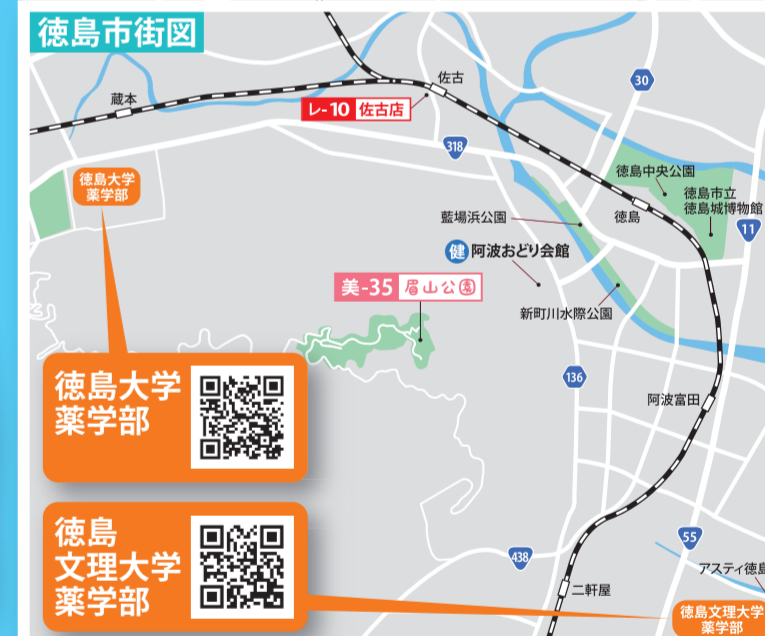 徳島市街図
佐古
蔵本
レ-10 佐古店
30
318
徳島大学
薬学部
徳島中央公園
徳島市立
徳島城博物館
藍場浜公園
徳島
11
健 阿波おどり会館
美-35 眉山公園
新町川水際公園
136
徳島大学
薬学部
阿波富田
徳島
文理大学
薬学部
55
438
アスティ徳島
二軒屋
徳島文理大学
薬学部